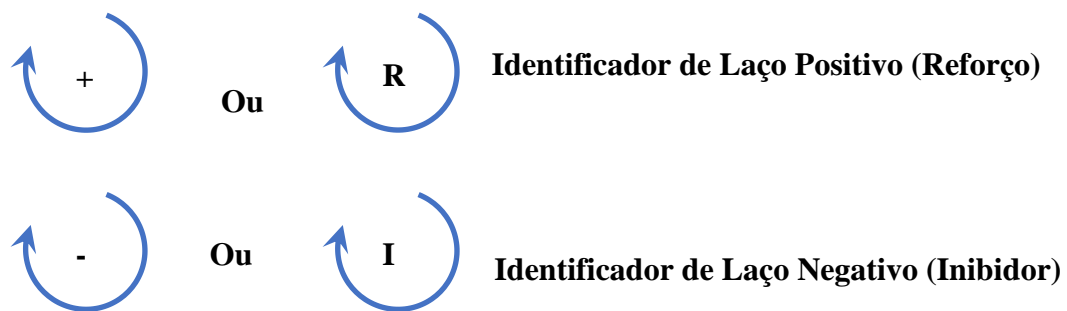 + Ou R Identificador de Laço Positivo (Reforço)
- Ou I Identificador de Laço Negativo (Inibidor)